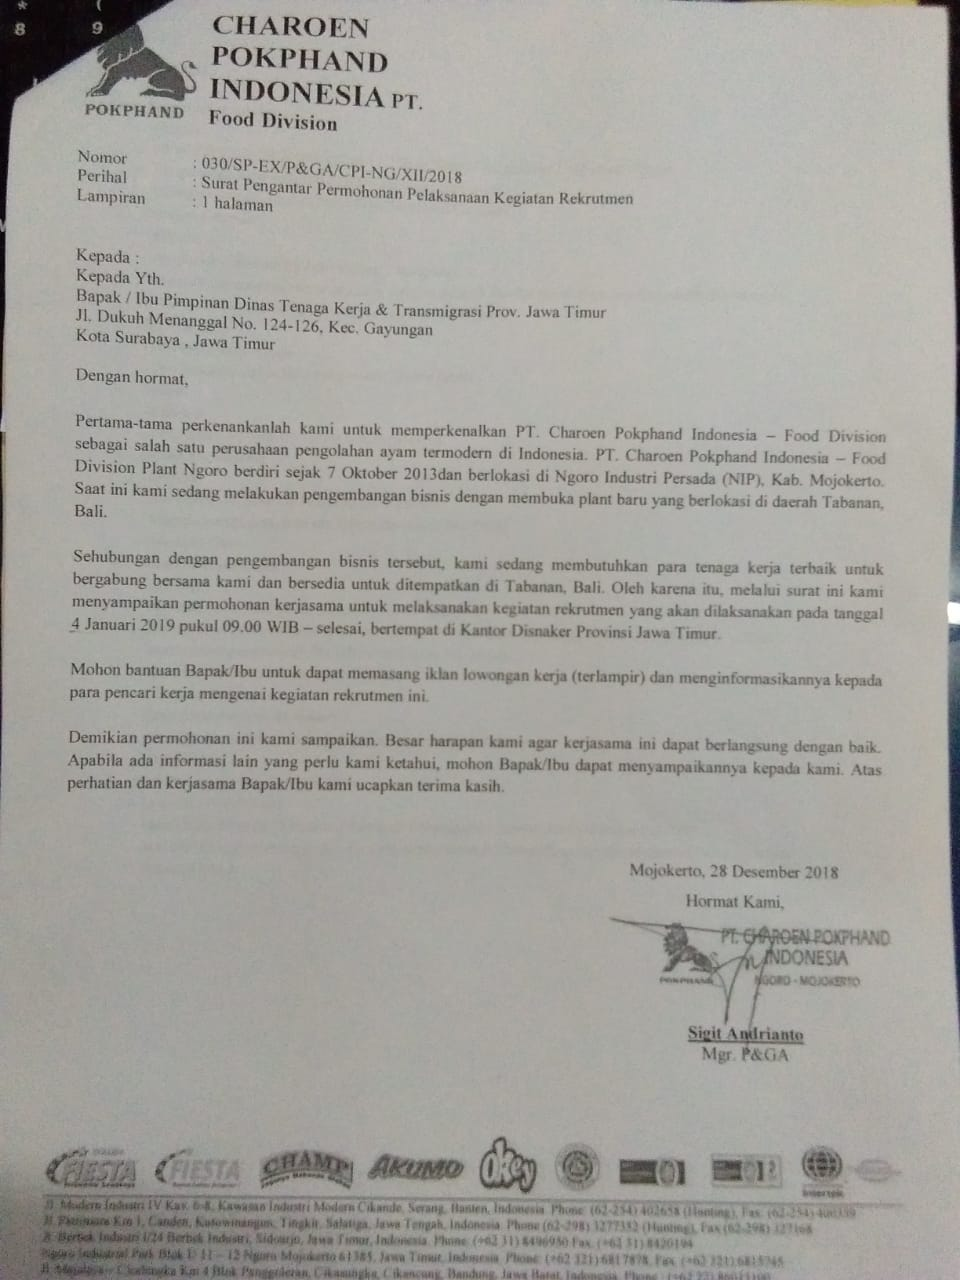 *
8
(
9
POKPHAND
CHAROEN
POKPHAND
INDONESIA PT.
Food Division
Nomor : 030/SP-EX/P&GA/CPI-NG/XII/2018
Perihal : Surat Pengantar Permohonan Pelaksanaan Kegiatan Rekrutmen
Lampiran : 1 halaman
Kepada :
Kepada Yth.
Bapak / Ibu Pimpinan Dinas Tenaga Kerja & Transmigrasi Prov. Jawa Timur
Jl. Dukuh Menanggal No. 124-126, Kec. Gayungan
Kota Surabaya , Jawa Timur
Dengan hormat,
Pertama-tama perkenankanlah kami untuk memperkenalkan PT. Charoen Pokphand Indonesia – Food Division
sebagai salah satu perusahaan pengolahan ayam termodern di Indonesia. PT. Charoen Pokphand Indonesia – Food
Division Plant Ngoro berdiri sejak 7 Oktober 2013dan berlokasi di Ngoro Industri Persada (NIP), Kab. Mojokerto.
Saat ini kami sedang melakukan pengembangan bisnis dengan membuka plant baru yang berlokasi di daerah Tabanan,
Bali.
Sehubungan dengan pengembangan bisnis tersebut, kami sedang membutuhkan para tenaga kerja terbaik untuk
bergabung bersama kami dan bersedia untuk ditempatkan di Tabanan, Bali. Oleh karena itu, melalui surat ini kami
menyampaikan permohonan kerjasama untuk melaksanakan kegiatan rekrutmen yang akan dilaksanakan pada tanggal
4 Januari 2019 pukul 09.00 WIB – selesai, bertempat di Kantor Disnaker Provinsi Jawa Timur.
Mohon bantuan Bapak/Ibu untuk dapat memasang iklan lowongan kerja (terlampir) dan menginformasikannya kepada
para pencari kerja mengenai kegiatan rekrutmen ini.
Demikian permohonan ini kami sampaikan. Besar harapan kami agar kerjasama ini dapat berlangsung dengan baik.
Apabila ada informasi lain yang perlu kami ketahui, mohon Bapak/Ibu dapat menyampaikannya kepada kami. Atas
perhatian dan kerjasama Bapak/Ibu kami ucapkan terima kasih.
Mojokerto, 28 Desember 2018
Hormat Kami,
PT. CHAROEN POKPHAND
INDONESIA
POKPHAND NGORO - MOJOKERTO
Sigit Andrianto
Mgr. P&GA
FIESTA FIESTA CHAMP AKUMO Okey Intertek
Jl. Modern Industri IV Kav. 6-8, Kawasan Industri Modern Cikande, Serang, Banten, Indonesia Phone (62-254) 402658 (Hunting), Fax.
Jl. Pattimura Km 1, Canden, Kutowinangun, Tingkir, Salatiga, Jawa Tengah, Indonesia. Phone (62-298) (Hunting), Fax (62-298)
Jl. Berbek Industri I/24 Berbek Industri, Sidoarjo, Jawa Timur, Indonesia. Phone (+62 31) 8496950 Fax. (+62 31) 8420194
Ngoro Industrial Park Blok D 11 – 12 Ngoro Mojokerto 61385, Jawa Timur, Indonesia, Phone: (+62 321) Fax. (+62 321)
Km 4 Blok Cikancung, Bandung, Jawa Barat, Indonesia, Phone: